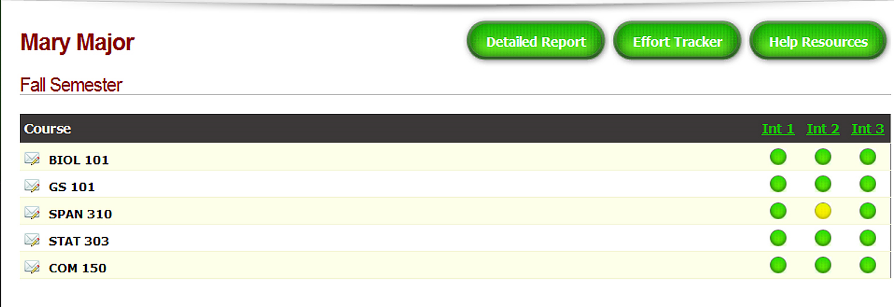 Mary Major
Detailed Report
Effort Tracker
Help Resources
Fall Semester
Course Int 1 Int 2 Int 3
BIOL 101
GS 101
SPAN 310
STAT 303
COM 150